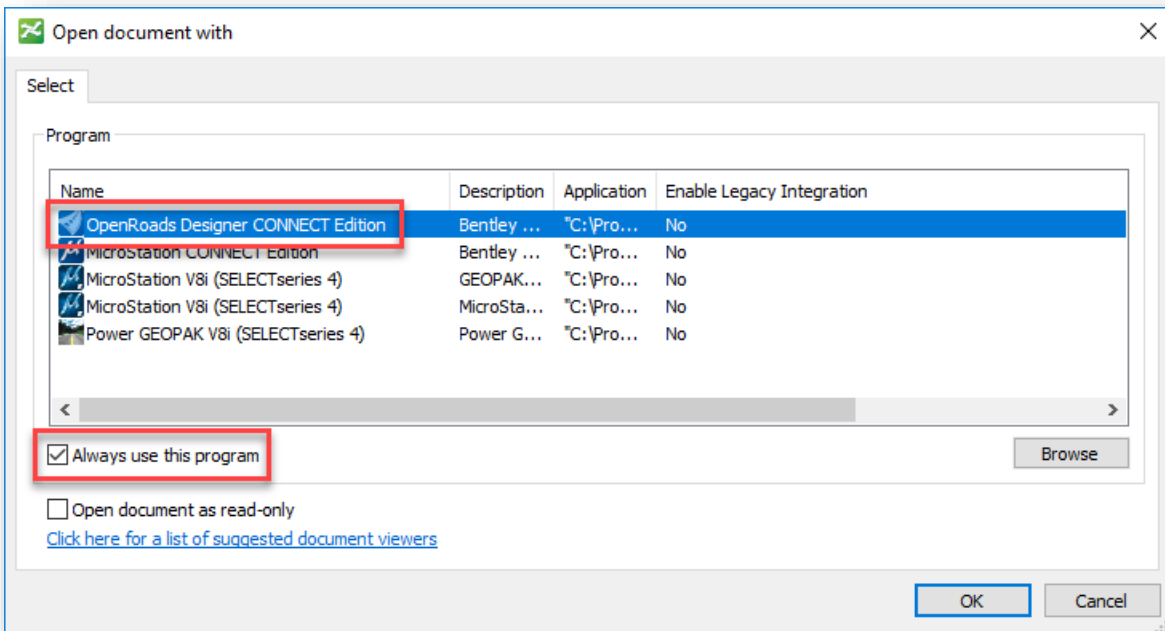 Open document with
Select
Program
Name Description Application Enable Legacy Integration
OpenRoads Designer CONNECT Edition Bentley ... "C:\Pro... No
MicroStation CONNECT Edition Bentley ... "C:\Pro... No
MicroStation V8i (SELECTseries 4) GEOPAK... "C:\Pro... No
MicroStation V8i (SELECTseries 4) MicroSta... "C:\Pro... No
Power GEOPAK V8i (SELECTseries 4) Power G... "C:\Pro... No
Always use this program Browse
Open document as read-only
Click here for a list of suggested document viewers
OK Cancel